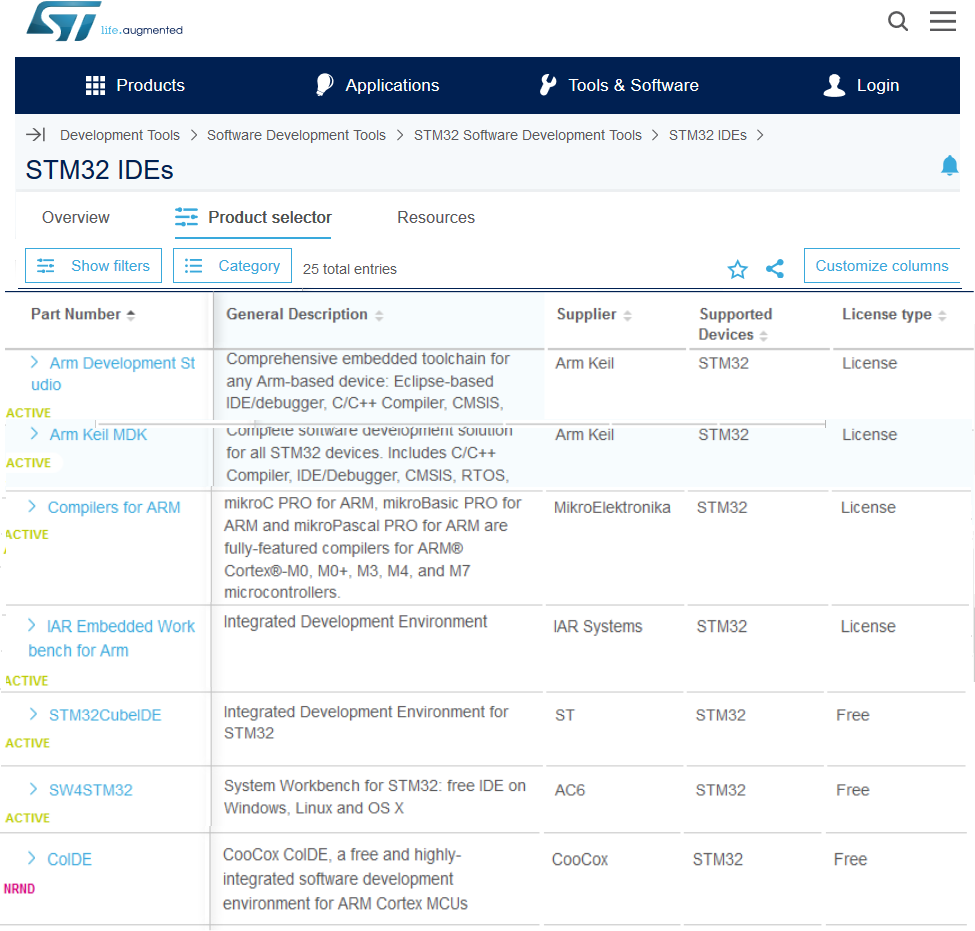 ST
life.augmented
Products
Applications
Tools & Software
Login
Development Tools > Software Development Tools > STM32 Software Development Tools > STM32 IDEs >
STM32 IDEs
Overview
Product selector
Resources
Show filters
Category
25 total entries
Customize columns
Part Number
General Description
Supplier
Supported
Devices
License type
> Arm Development St
udio
ACTIVE
Comprehensive embedded toolchain for
any Arm-based device: Eclipse-based
IDE/debugger, C/C++ Compiler, CMSIS,
Arm Keil
STM32
License
> Arm Keil MDK
ACTIVE
Complete software development solution
for all STM32 devices. Includes C/C++
Compiler, IDE/Debugger, CMSIS, RTOS,
Arm Keil
STM32
License
> Compilers for ARM
ACTIVE
mikroC PRO for ARM, mikroBasic PRO for
ARM and mikroPascal PRO for ARM are
fully-featured compilers for ARM®
Cortex®-M0, M0+, M3, M4, and M7
microcontrollers.
MikroElektronika
STM32
License
> IAR Embedded Work
bench for Arm
ACTIVE
Integrated Development Environment
IAR Systems
STM32
License
> STM32CubeIDE
ACTIVE
Integrated Development Environment for
STM32
ST
STM32
Free
> SW4STM32
ACTIVE
System Workbench for STM32: free IDE on
Windows, Linux and OS X
AC6
STM32
Free
> CoIDE
NRND
CooCox CoIDE, a free and highly-
integrated software development
environment for ARM Cortex MCUs
CooCox
STM32
Free